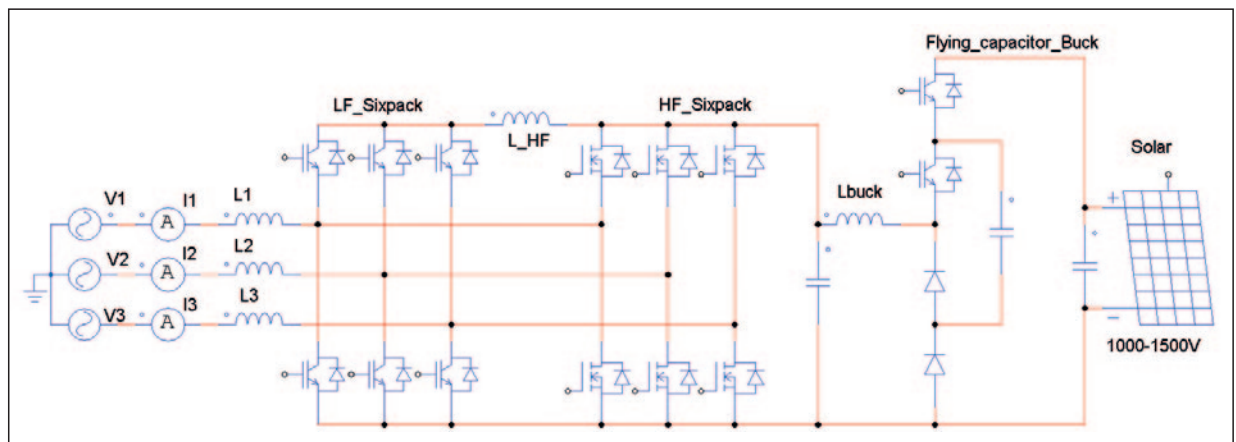 Flying_capacitor_Buck
LF_Sixpack
HF_Sixpack
L_HF
Solar
Lbuck
V1
I1
L1
A
V2
I2
L2
A
V3
I3
L3
A
+
−
1000-1500V